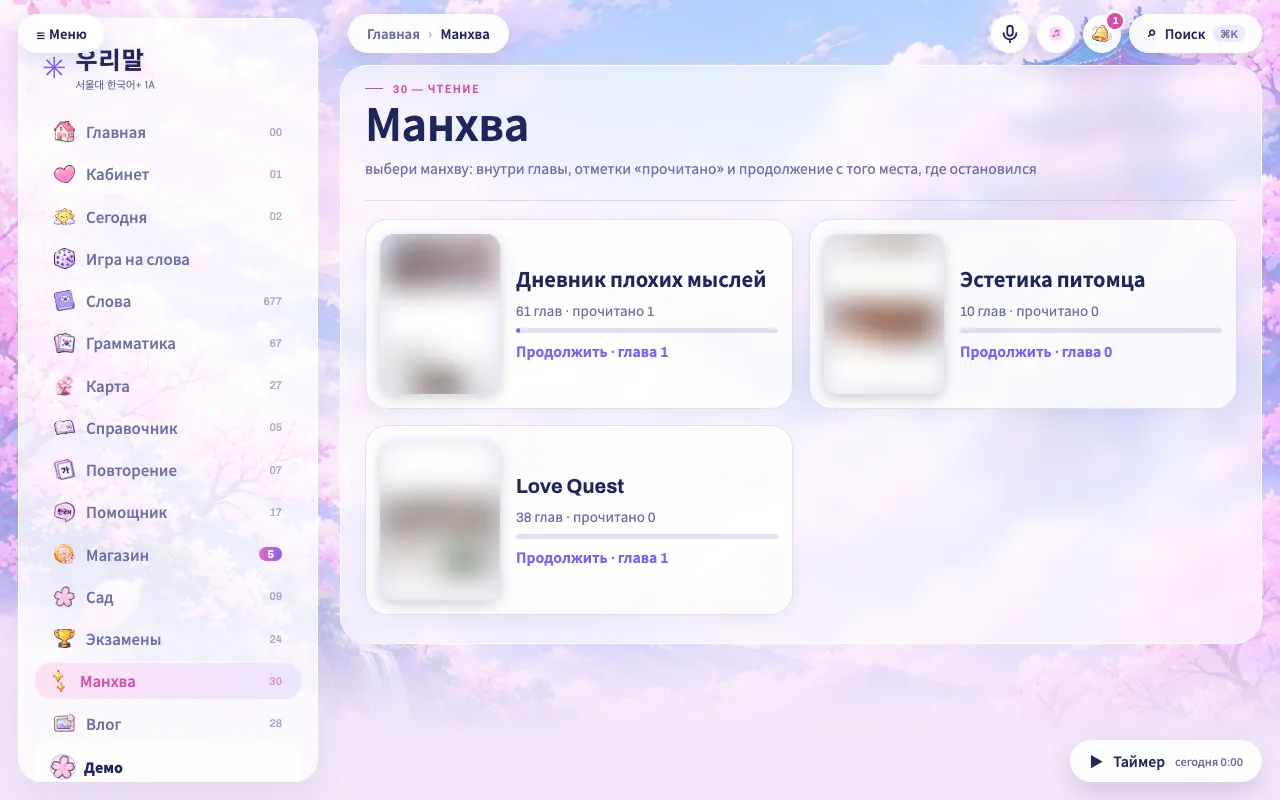 ≡ Меню
우리말
서울대 한국어+ 1A
Главная 00
Кабинет 01
Сегодня 02
Игра на слова
Слова 677
Грамматика 67
Карта 27
Справочник 05
Повторение 07
Помощник 17
Магазин 5
Сад 09
Экзамены 24
Манхва 30
Влог 28
Демо
Главная › Манхва
1
Поиск ⌘K
30 — ЧТЕНИЕ
Манхва
выбери манхву: внутри главы, отметки «прочитано» и продолжение с того места, где остановился
Дневник плохих мыслей
61 глав · прочитано 1
Продолжить · глава 1
Эстетика питомца
10 глав · прочитано 0
Продолжить · глава 0
Love Quest
38 глав · прочитано 0
Продолжить · глава 1
Таймер сегодня 0:00